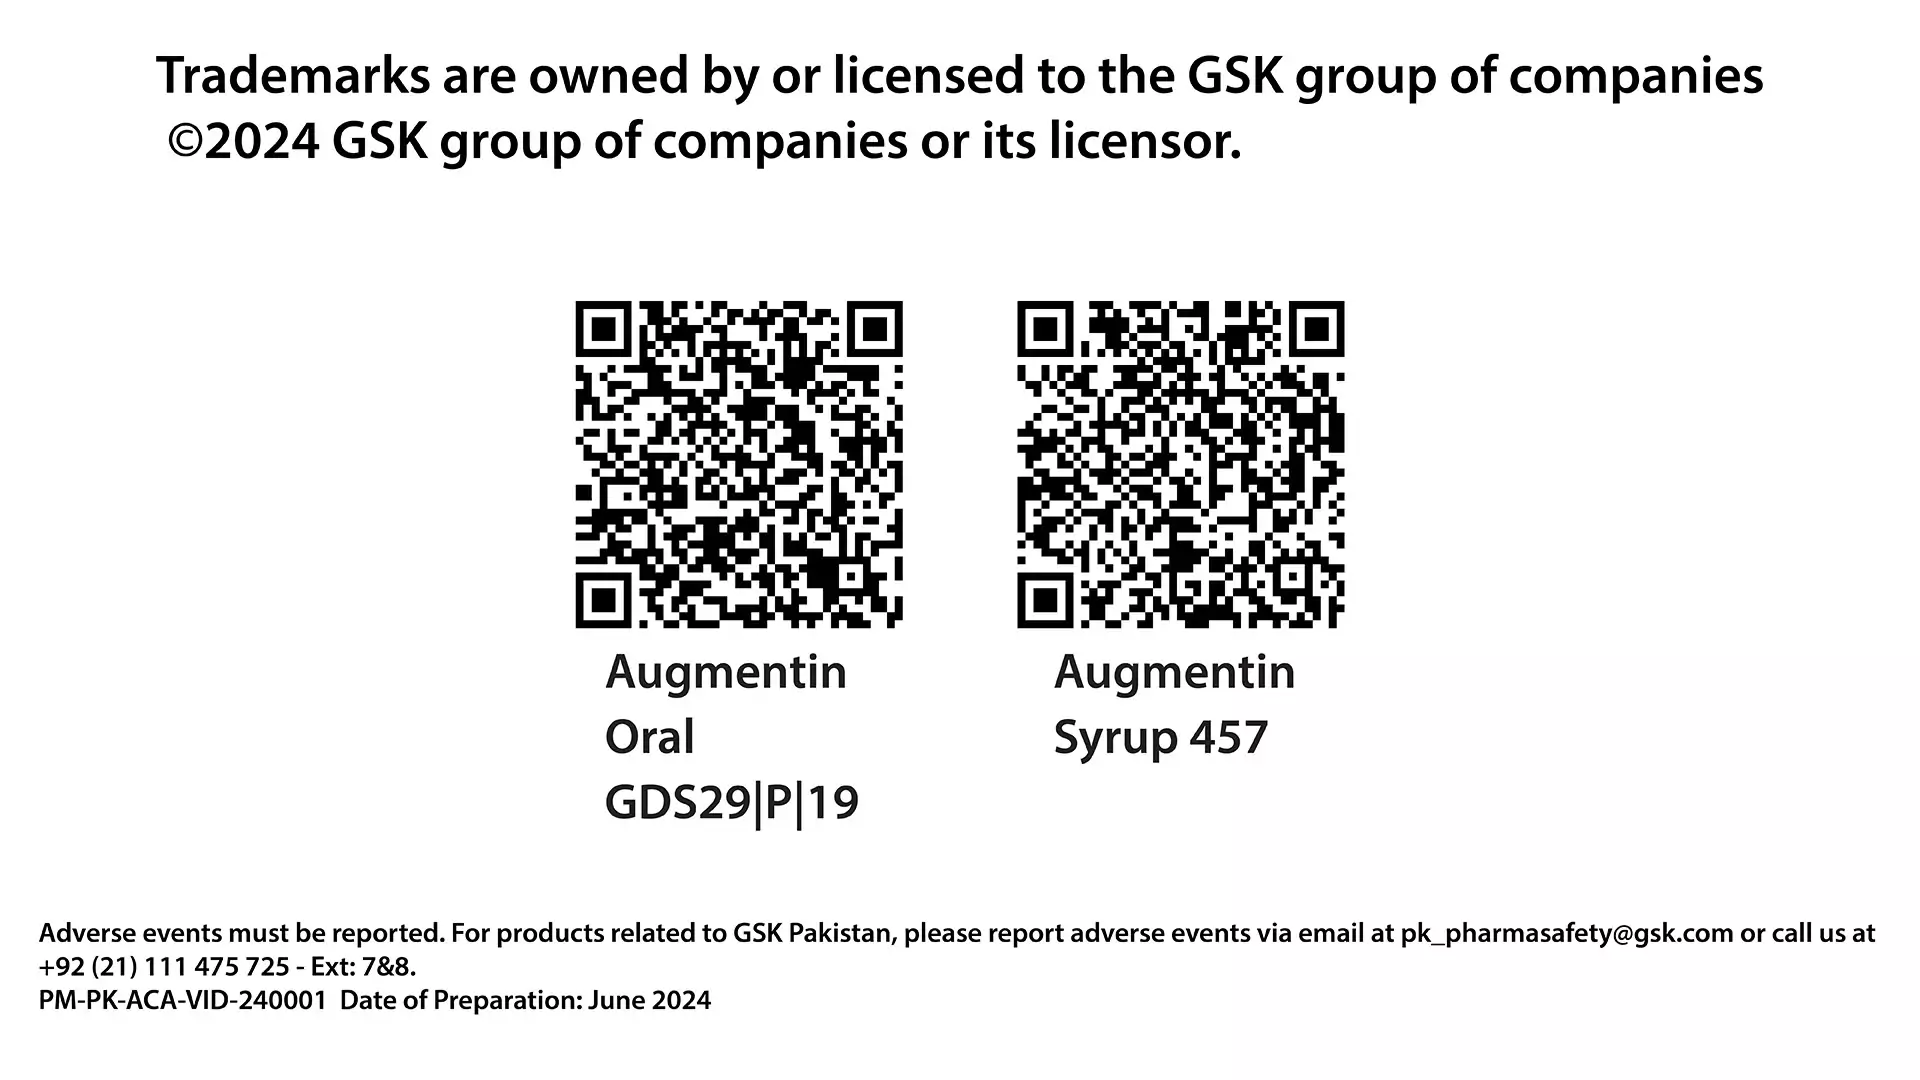 Trademarks are owned by or licensed to the GSK group of companies
©2024 GSK group of companies or its licensor.
Augmentin
Oral
GDS29|P|19
Augmentin
Syrup 457
Adverse events must be reported. For products related to GSK Pakistan, please report adverse events via email at pk_pharmasafety@gsk.com or call us at
+92 (21) 111 475 725 - Ext: 7&8.
PM-PK-ACA-VID-240001 Date of Preparation: June 2024